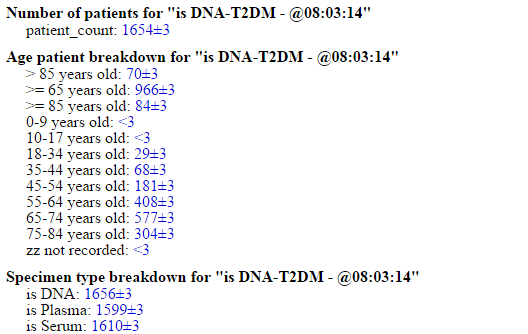 Number of patients for "is DNA-T2DM - @08:03:14"
patient_count: 1654±3
Age patient breakdown for "is DNA-T2DM - @08:03:14"
> 85 years old: 70±3
>= 65 years old: 966±3
>= 85 years old: 84±3
0-9 years old: <3
10-17 years old: <3
18-34 years old: 29±3
35-44 years old: 68±3
45-54 years old: 181±3
55-64 years old: 408±3
65-74 years old: 577±3
75-84 years old: 304±3
zz not recorded: <3
Specimen type breakdown for "is DNA-T2DM - @08:03:14"
is DNA: 1656±3
is Plasma: 1599±3
is Serum: 1610±3